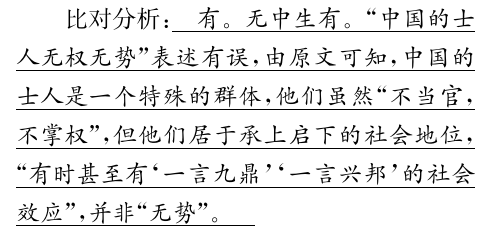 比对分析：有。无中生有。“中国的士
人无权无势”表述有误，由原文可知，中国的
士人是一个特殊的群体，他们虽然“不当官，
不掌权”，但他们居于承上启下的社会地位，
“有时甚至有‘一言九鼎’‘一言兴邦’的社会
效应”，并非“无势”。